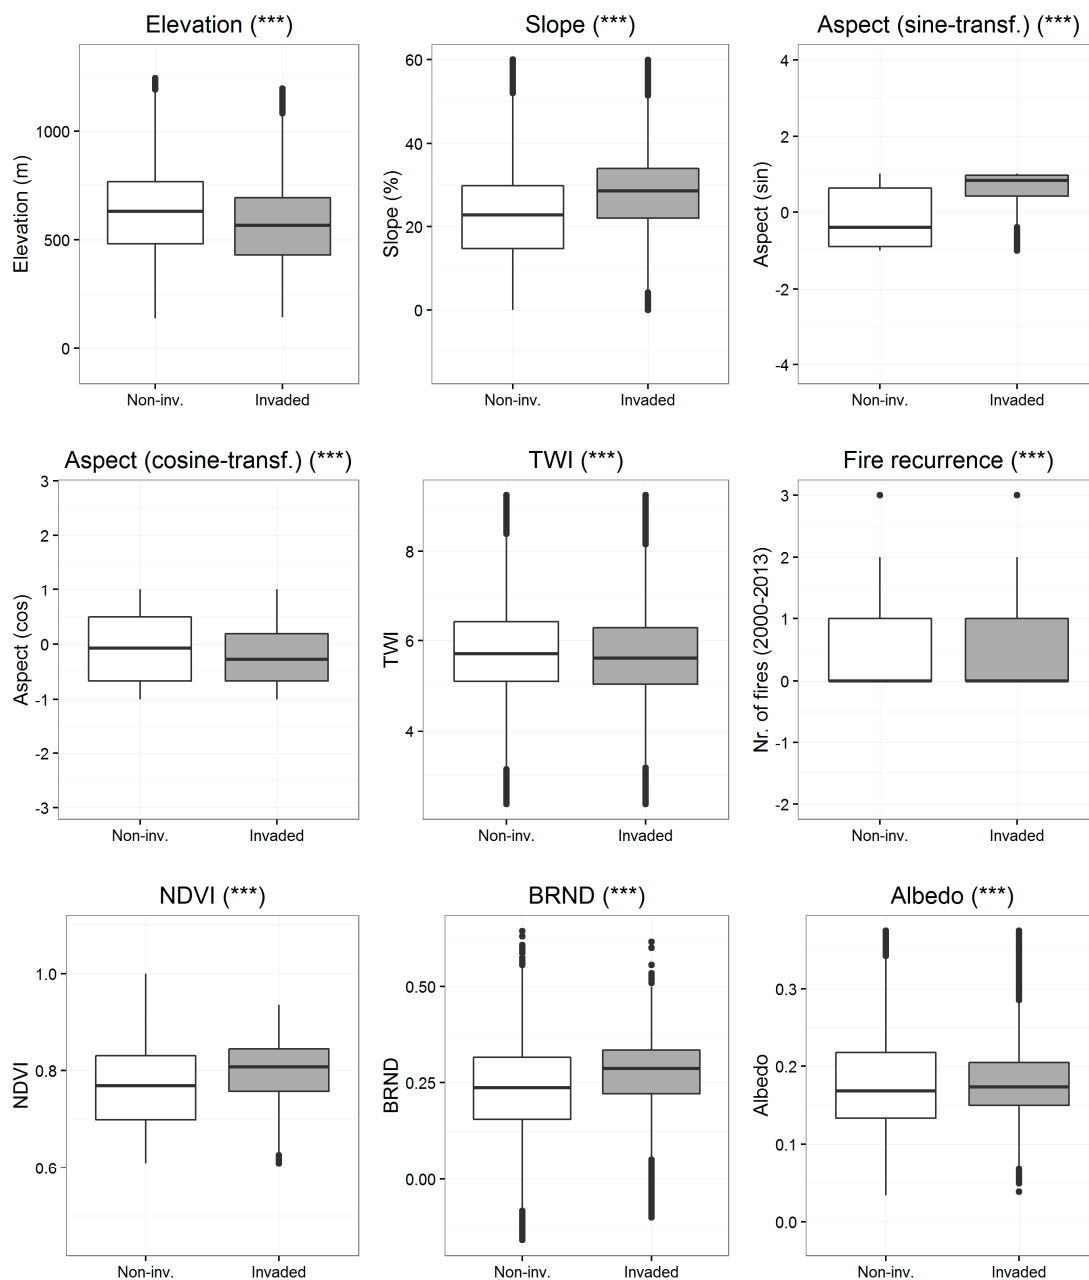 Elevation (***)
Elevation (m)
1000
500
0
Non-inv.
Invaded
Slope (***)
Slope (%)
60
40
20
0
Non-inv.
Invaded
Aspect (sine-transf.) (***)
Aspect (sin)
4
2
0
-2
-4
Non-inv.
Invaded
Aspect (cosine-transf.) (***)
Aspect (cos)
3
2
1
0
-1
-2
-3
Non-inv.
Invaded
TWI (***)
TWI
8
6
4
Non-inv.
Invaded
Fire recurrence (***)
Nr. of fires (2000-2013)
3
2
1
0
-1
-2
Non-inv.
Invaded
NDVI (***)
NDVI
1.0
0.8
0.6
Non-inv.
Invaded
BRND (***)
BRND
0.50
0.25
0.00
Non-inv.
Invaded
Albedo (***)
Albedo
0.3
0.2
0.1
0.0
Non-inv.
Invaded